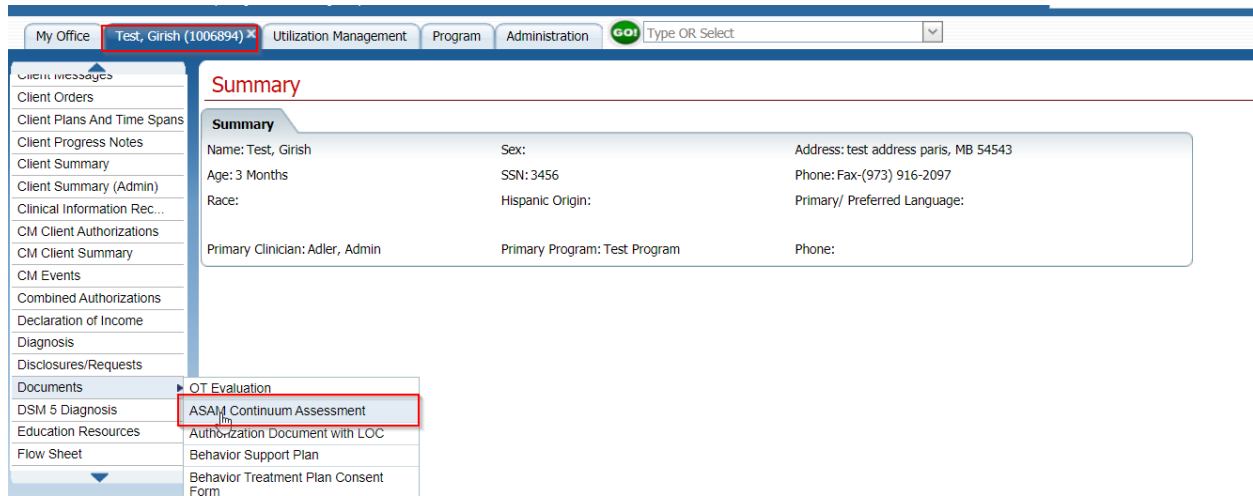 My Office Test, Girish (1006894) Utilization Management Program Administration GO! Type OR Select
Client Messages
Client Orders
Client Plans And Time Spans
Client Progress Notes
Client Summary
Client Summary (Admin)
Clinical Information Rec...
CM Client Authorizations
CM Client Summary
CM Events
Combined Authorizations
Declaration of Income
Diagnosis
Disclosures/Requests
Documents
DSM 5 Diagnosis
Education Resources
Flow Sheet
OT Evaluation
ASAM Continuum Assessment
Authorization Document with LOC
Behavior Support Plan
Behavior Treatment Plan Consent
Form
Summary
Summary
Name: Test, Girish Sex: Address: test address paris, MB 54543
Age: 3 Months SSN: 3456 Phone: Fax-(973) 916-2097
Race: Hispanic Origin: Primary/ Preferred Language:
Primary Clinician: Adler, Admin Primary Program: Test Program Phone: